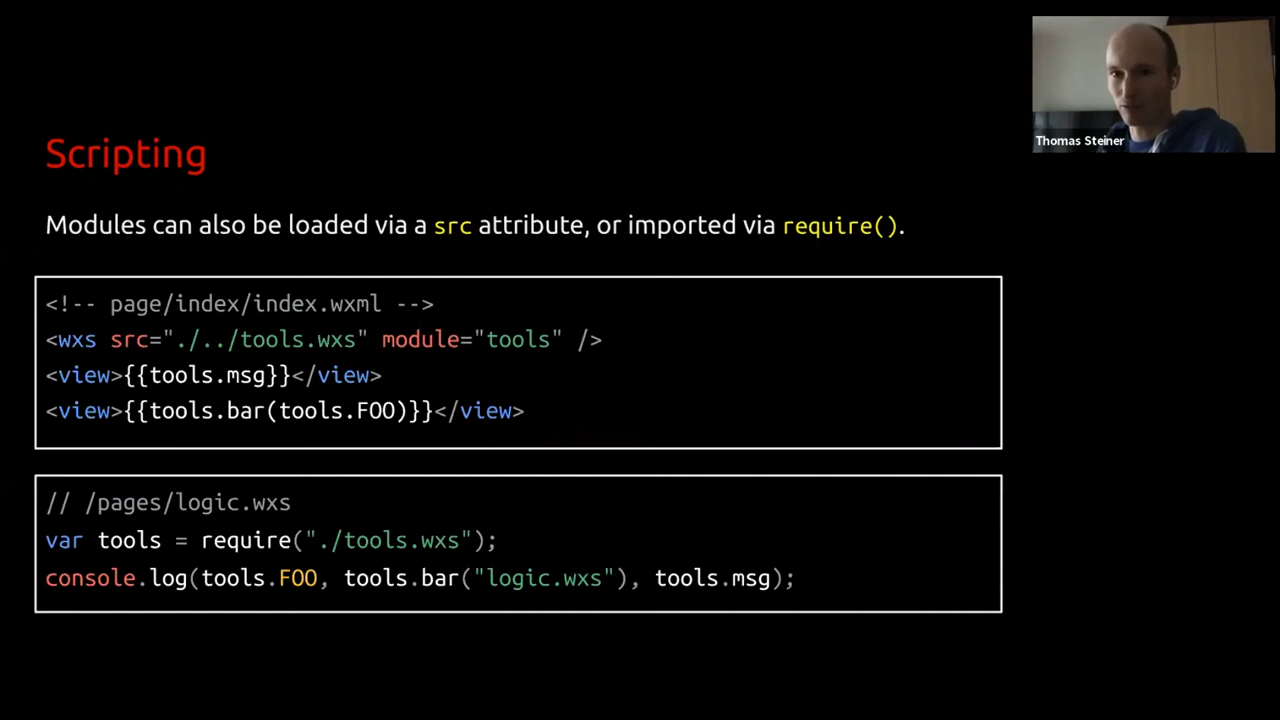 Thomas Steiner
Scripting
Modules can also be loaded via a src attribute, or imported via require().
<!-- page/index/index.wxml -->
<wxs src="./../tools.wxs" module="tools" />
<view>{{tools.msg}}</view>
<view>{{tools.bar(tools.FOO)}}</view>
// /pages/logic.wxs
var tools = require("./tools.wxs");
console.log(tools.FOO, tools.bar("logic.wxs"), tools.msg);